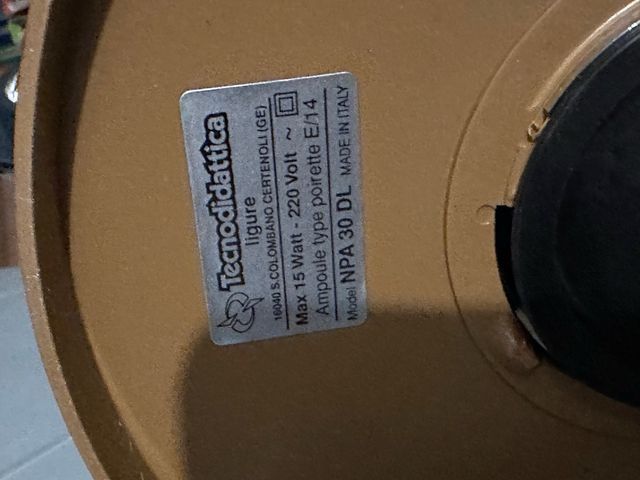 Tecnodidattica
ligure
16040 S.COLOMBANO CERTENOLI (GE)
Max 15 Watt - 220 Volt ~
Ampoule type poirette E/14
Model NPA 30 DL MADE IN ITALY